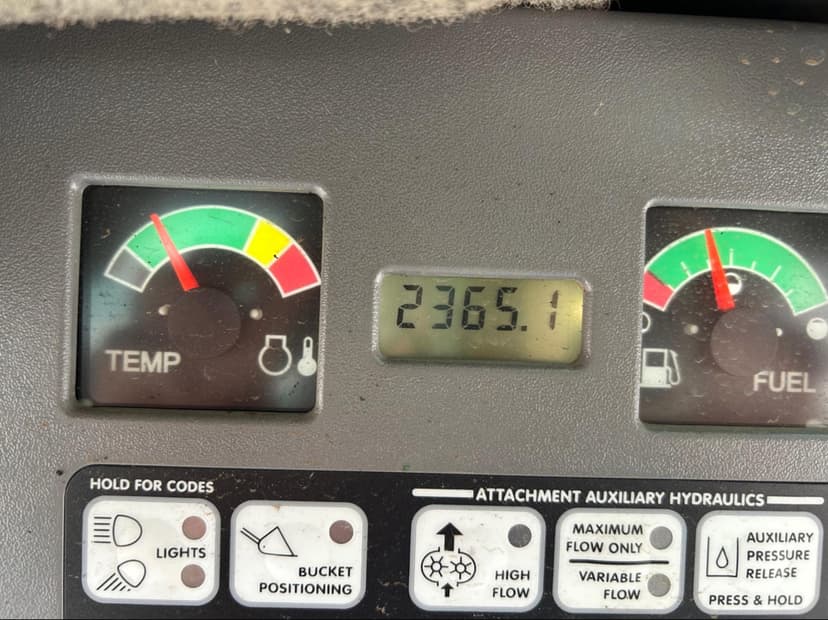 2365.1
TEMP
FUEL
HOLD FOR CODES
ATTACHMENT AUXILIARY HYDRAULICS
LIGHTS
BUCKET
POSITIONING
HIGH
FLOW
MAXIMUM
FLOW ONLY
VARIABLE
FLOW
AUXILIARY
PRESSURE
RELEASE
PRESS & HOLD